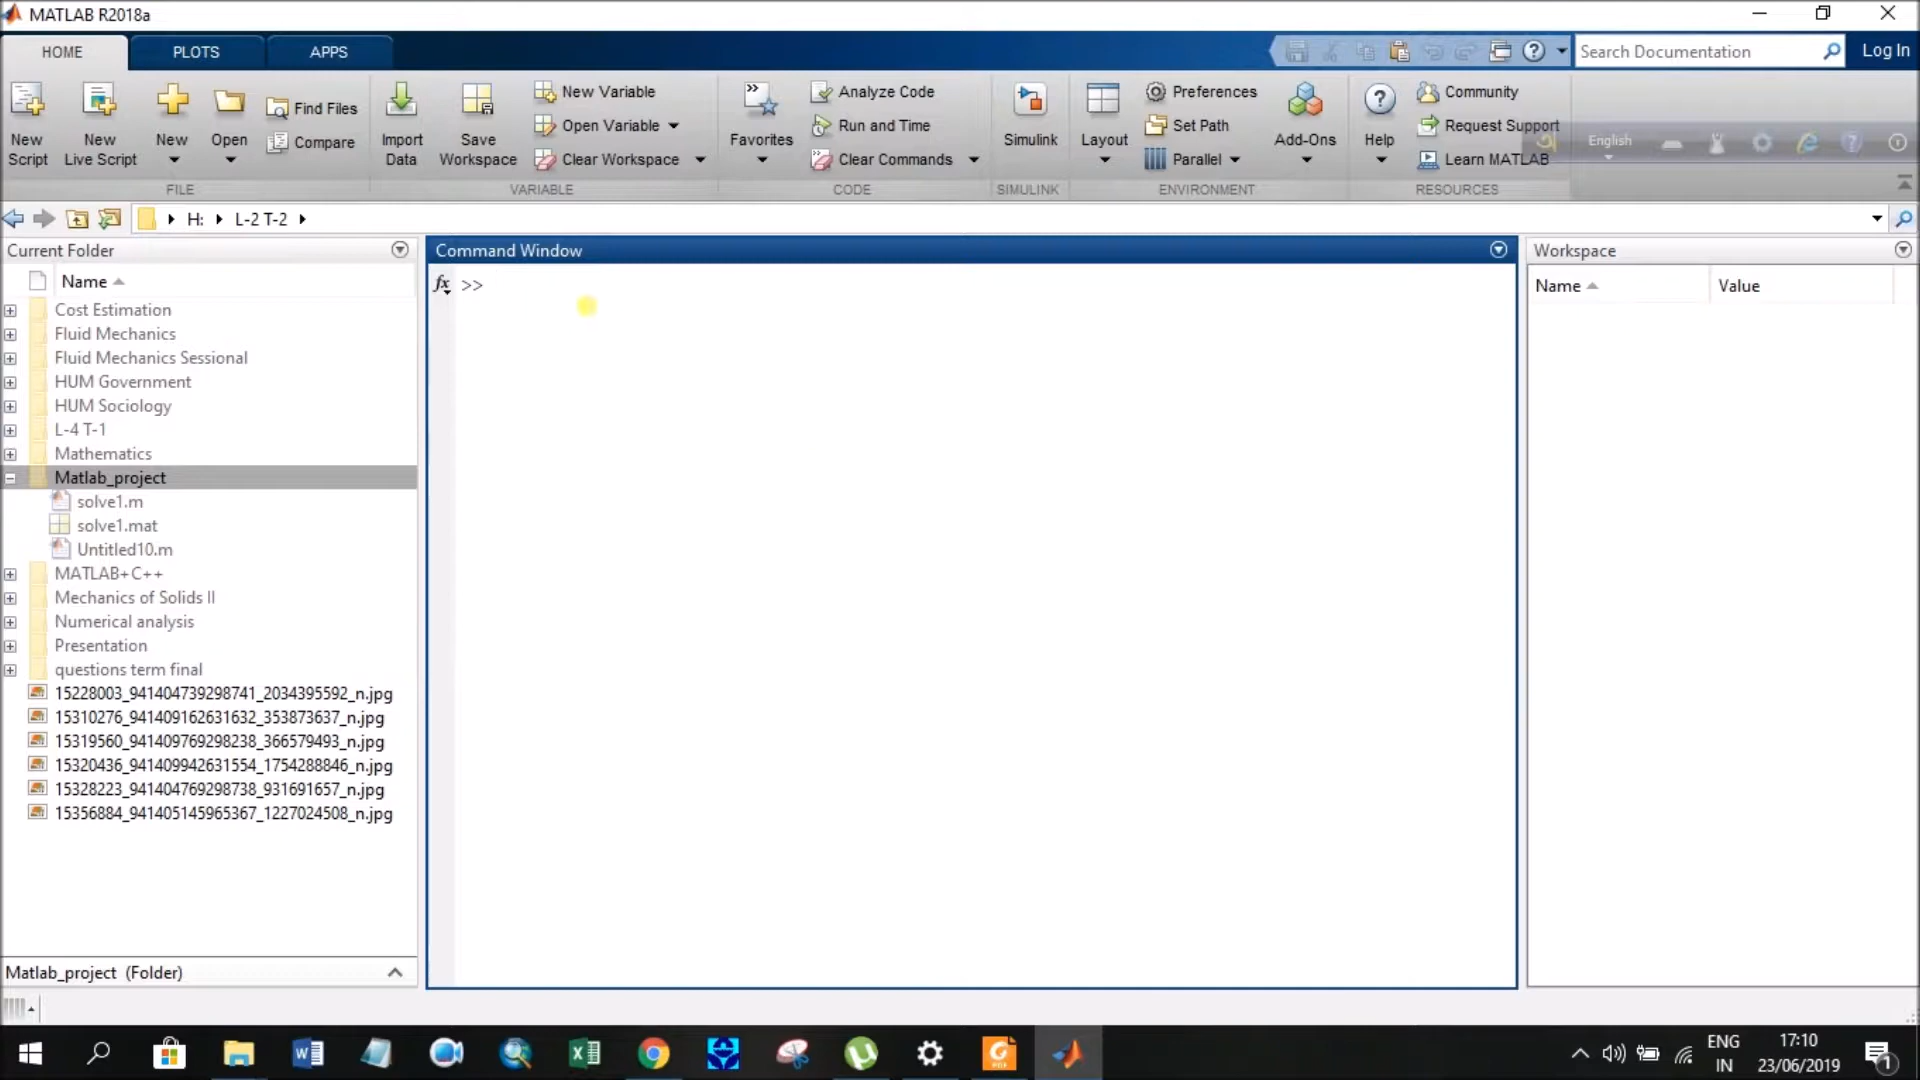 MATLAB R2018a
HOME
PLOTS
APPS
Search Documentation
Log In
New Script
New Live Script
New
Open
Find Files
Compare
FILE
Import Data
Save Workspace
New Variable
Open Variable
Clear Workspace
VARIABLE
Favorites
Analyze Code
Run and Time
Clear Commands
CODE
Simulink
SIMULINK
Layout
Preferences
Set Path
Parallel
Add-Ons
ENVIRONMENT
Help
Community
Request Support
Learn MATLAB
RESOURCES
English
H:
L-2 T-2
Current Folder
Name
Cost Estimation
Fluid Mechanics
Fluid Mechanics Sessional
HUM Government
HUM Sociology
L-4 T-1
Mathematics
Matlab_project
solve1.m
solve1.mat
Untitled10.m
MATLAB+C++
Mechanics of Solids II
Numerical analysis
Presentation
questions term final
15228003_941404739298741_2034395592_n.jpg
15310276_941409162631632_353873637_n.jpg
15319560_941409769298238_366579493_n.jpg
15320436_941409942631554_1754288846_n.jpg
15328223_941404769298738_931691657_n.jpg
15356884_941405145965367_1227024508_n.jpg
Matlab_project (Folder)
Command Window
fx >>
Workspace
Name
Value
ENG
IN
17:10
23/06/2019
1